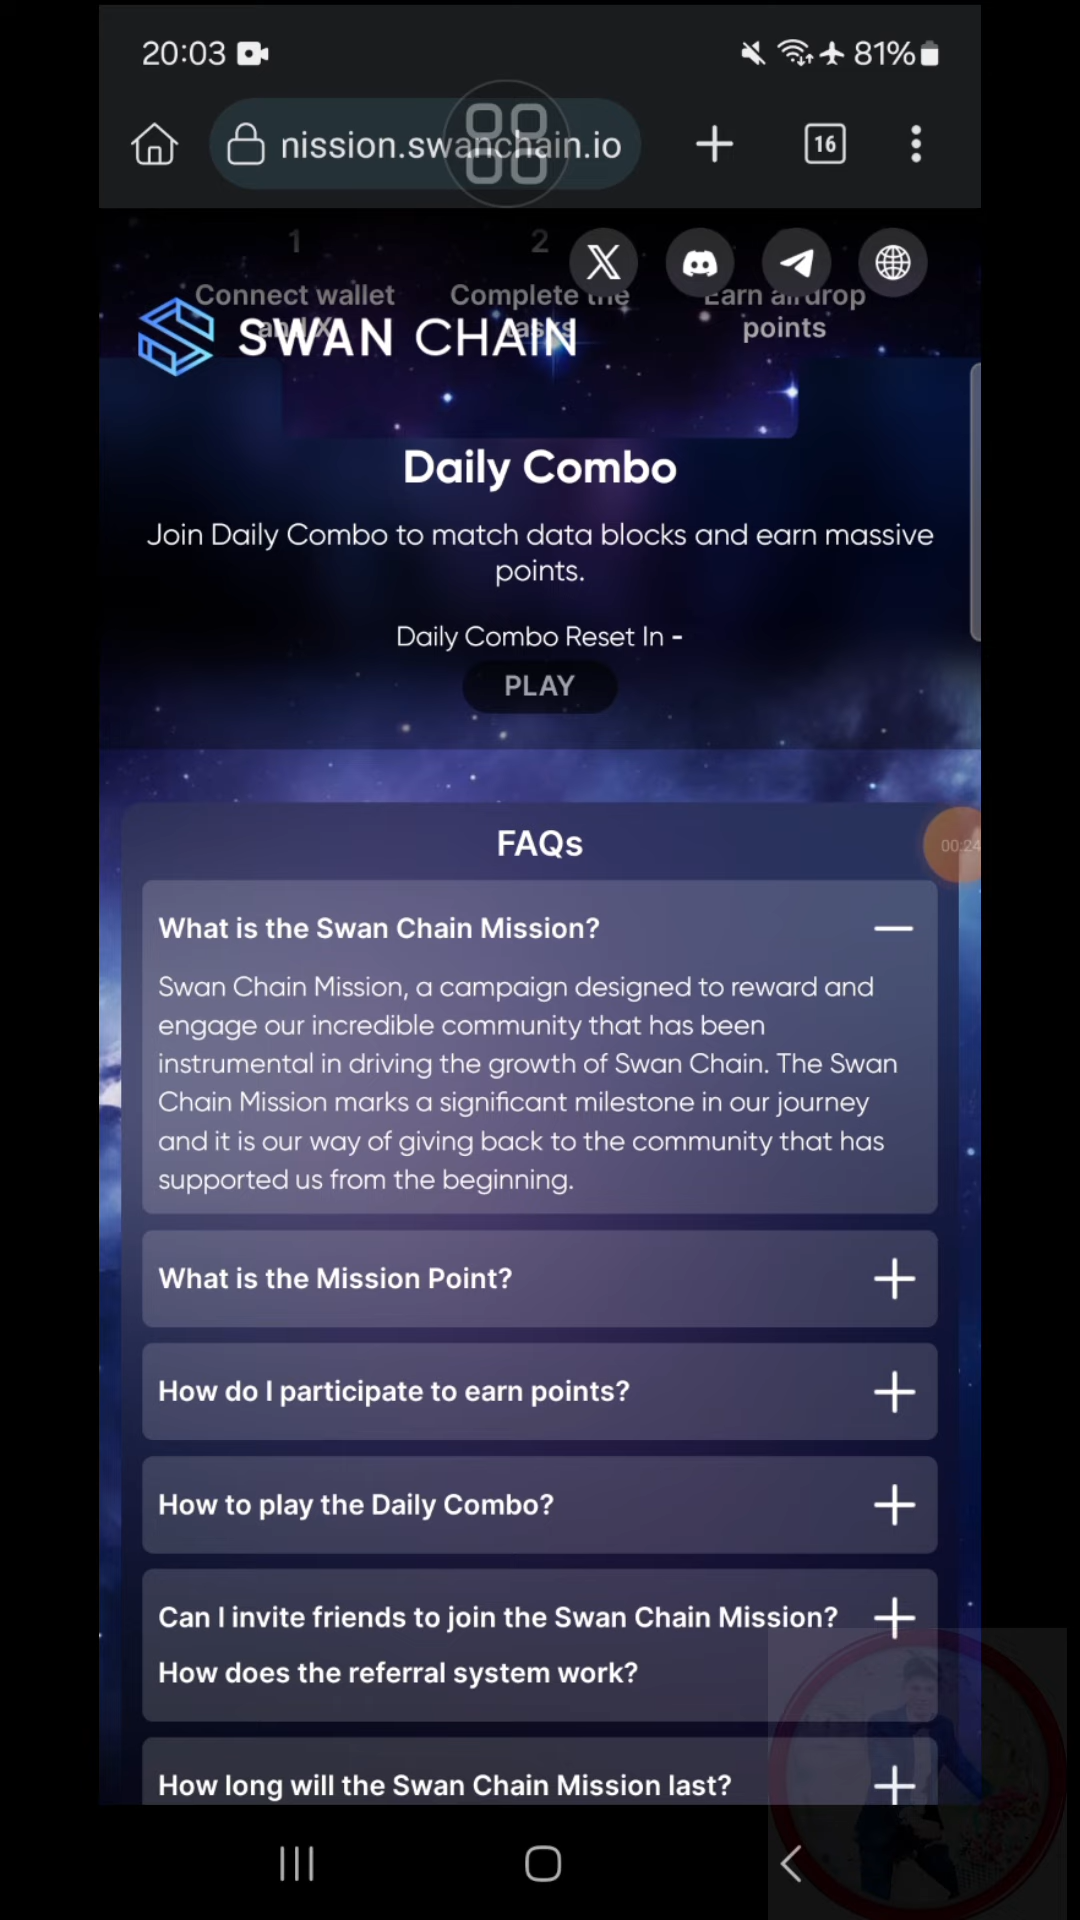 20:03
81%
nission.swanchain.io
16
1
2
Connect wallet
Complete the
Earn airdrop
and X
tasks
points
SWAN CHAIN
Daily Combo
Join Daily Combo to match data blocks and earn massive
points.
Daily Combo Reset In -
PLAY
FAQs
00:24
What is the Swan Chain Mission?
Swan Chain Mission, a campaign designed to reward and
engage our incredible community that has been
instrumental in driving the growth of Swan Chain. The Swan
Chain Mission marks a significant milestone in our journey
and it is our way of giving back to the community that has
supported us from the beginning.
What is the Mission Point?
How do I participate to earn points?
How to play the Daily Combo?
Can I invite friends to join the Swan Chain Mission?
How does the referral system work?
How long will the Swan Chain Mission last?